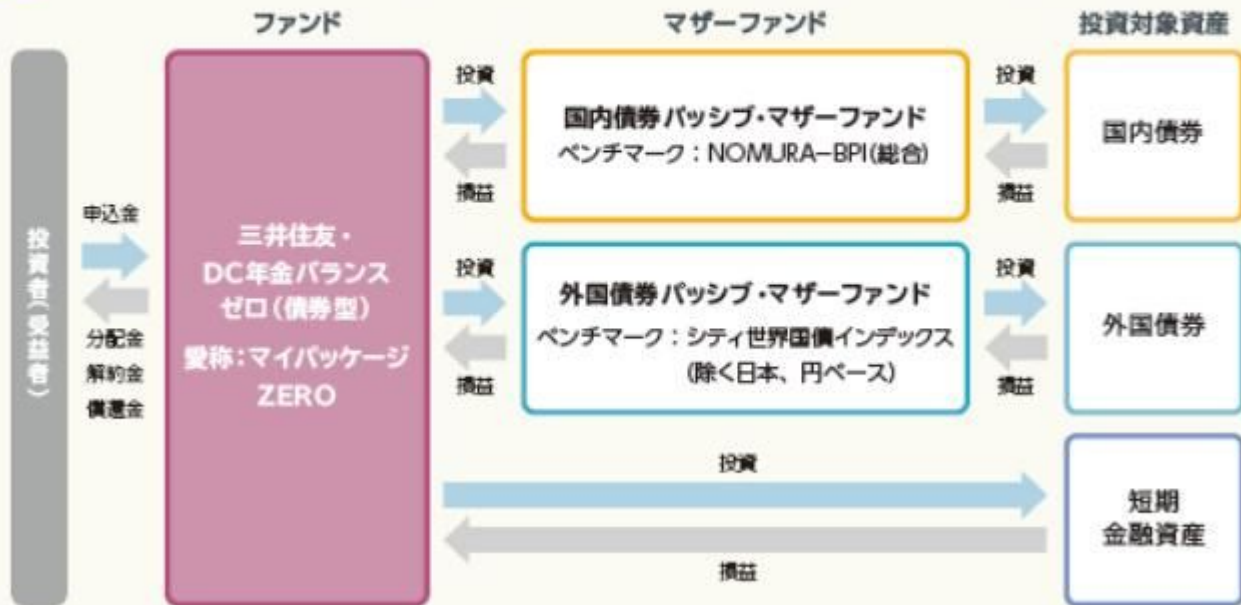 ファンド
マザーファンド
投資対象資産
投資者(受益者)
申込金
分配金
解約金
償還金
三井住友・
DC年金バランス
ゼロ(債券型)
愛称:マイパッケージ
ZERO
投資
損益
国内債券パッシブ・マザーファンド
ベンチマーク:NOMURA-BPI(総合)
投資
損益
国内債券
投資
損益
外国債券パッシブ・マザーファンド
ベンチマーク:シティ世界国債インデックス
(除く日本、円ベース)
投資
損益
外国債券
投資
損益
短期
金融資産